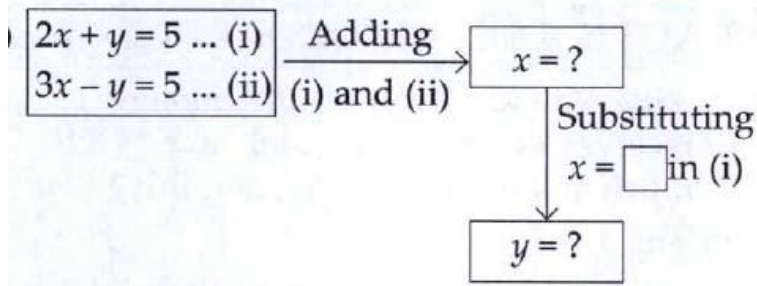 2x + y = 5 ... (i)
3x – y = 5 ... (ii)
Adding
(i) and (ii)
x = ?
Substituting
x = □ in (i)
y = ?